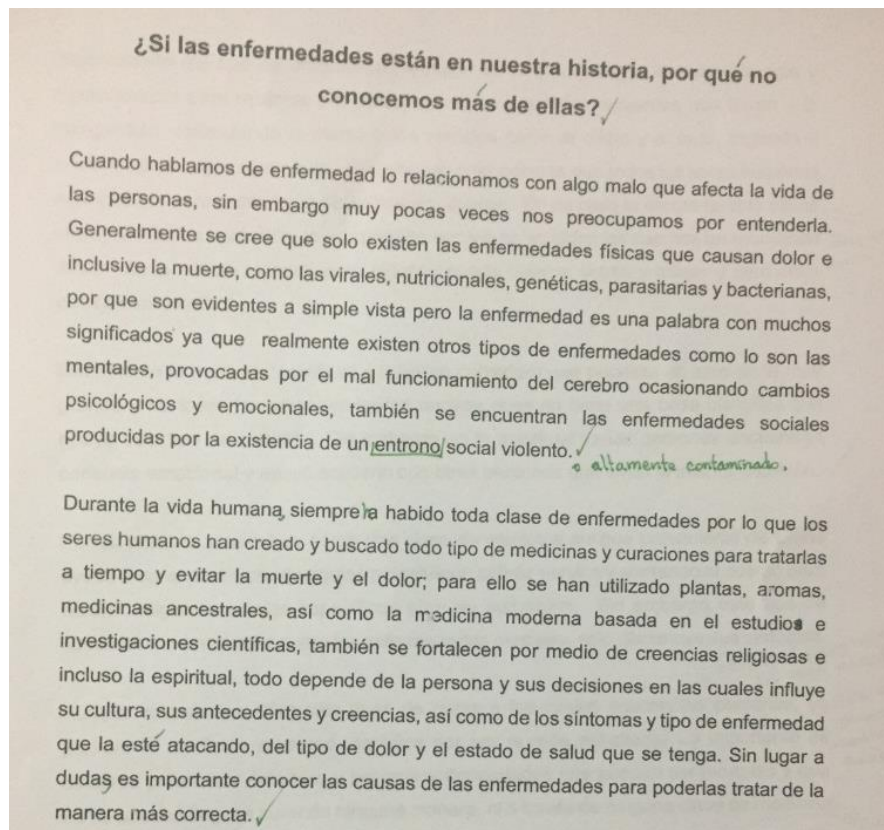 ¿Si las enfermedades están en nuestra historia, por qué no
conocemos más de ellas?
Cuando hablamos de enfermedad lo relacionamos con algo malo que afecta la vida de
las personas, sin embargo muy pocas veces nos preocupamos por entenderla.
Generalmente se cree que solo existen las enfermedades físicas que causan dolor e
inclusive la muerte, como las virales, nutricionales, genéticas, parasitarias y bacterianas,
por que son evidentes a simple vista pero la enfermedad es una palabra con muchos
significados ya que realmente existen otros tipos de enfermedades como lo son las
mentales, provocadas por el mal funcionamiento del cerebro ocasionando cambios
psicológicos y emocionales, también se encuentran las enfermedades sociales
producidas por la existencia de un entrono social violento.
o altamente contaminado.
Durante la vida humana, siempre ha habido toda clase de enfermedades por lo que los
seres humanos han creado y buscado todo tipo de medicinas y curaciones para tratarlas
a tiempo y evitar la muerte y el dolor; para ello se han utilizado plantas, aromas,
medicinas ancestrales, así como la medicina moderna basada en el estudios e
investigaciones científicas, también se fortalecen por medio de creencias religiosas e
incluso la espiritual, todo depende de la persona y sus decisiones en las cuales influye
su cultura, sus antecedentes y creencias, así como de los síntomas y tipo de enfermedad
que la esté atacando, del tipo de dolor y el estado de salud que se tenga. Sin lugar a
dudas, es importante conocer las causas de las enfermedades para poderlas tratar de la
manera más correcta.